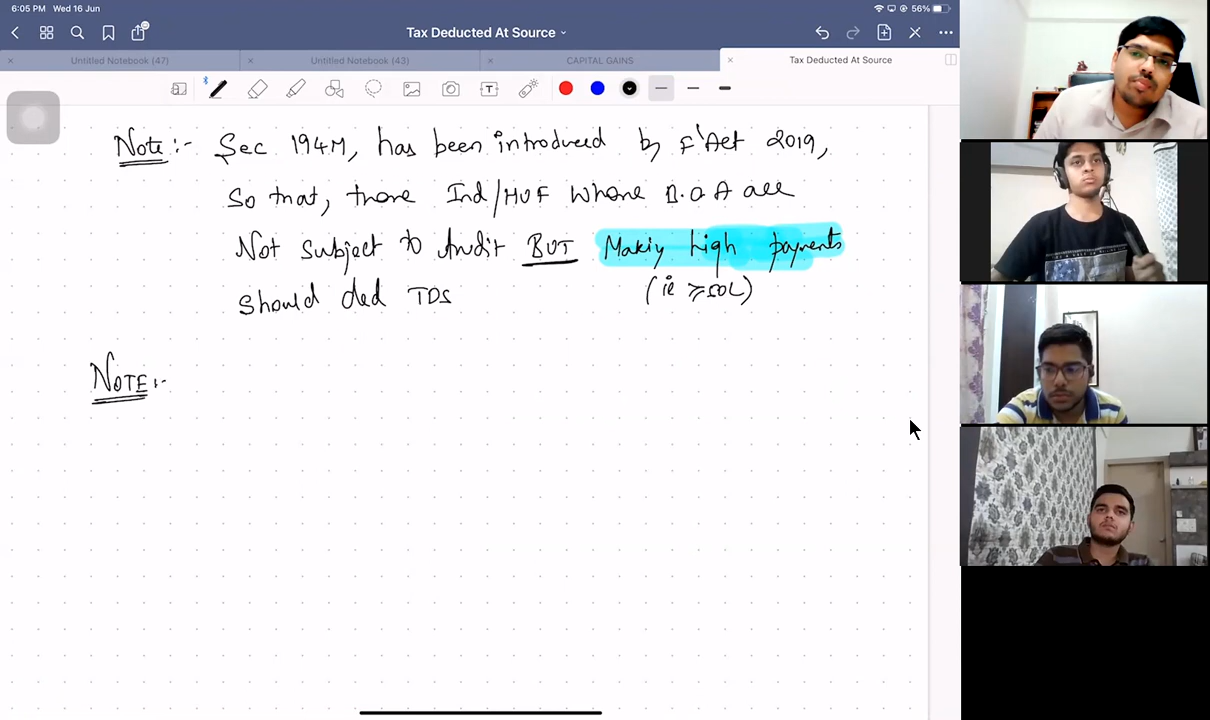 6:05 PM Wed 16 Jun
56%
Tax Deducted At Source
Untitled Notebook (47)
Untitled Notebook (43)
CAPITAL GAINS
Tax Deducted At Source
Note:- Sec 194M, has been introduced by F'Act 2019,
So that, those Ind/HUF whose B.O.A all
Not subject to Audit BUT Making high payments
should ded TDS (ie ≥50L)
NOTE:-